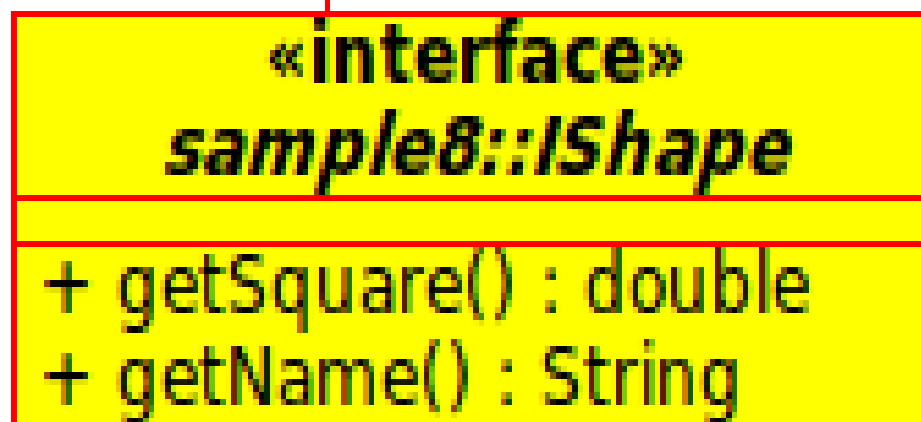 «interface»
sample8::IShape
+ getSquare() : double
+ getName() : String